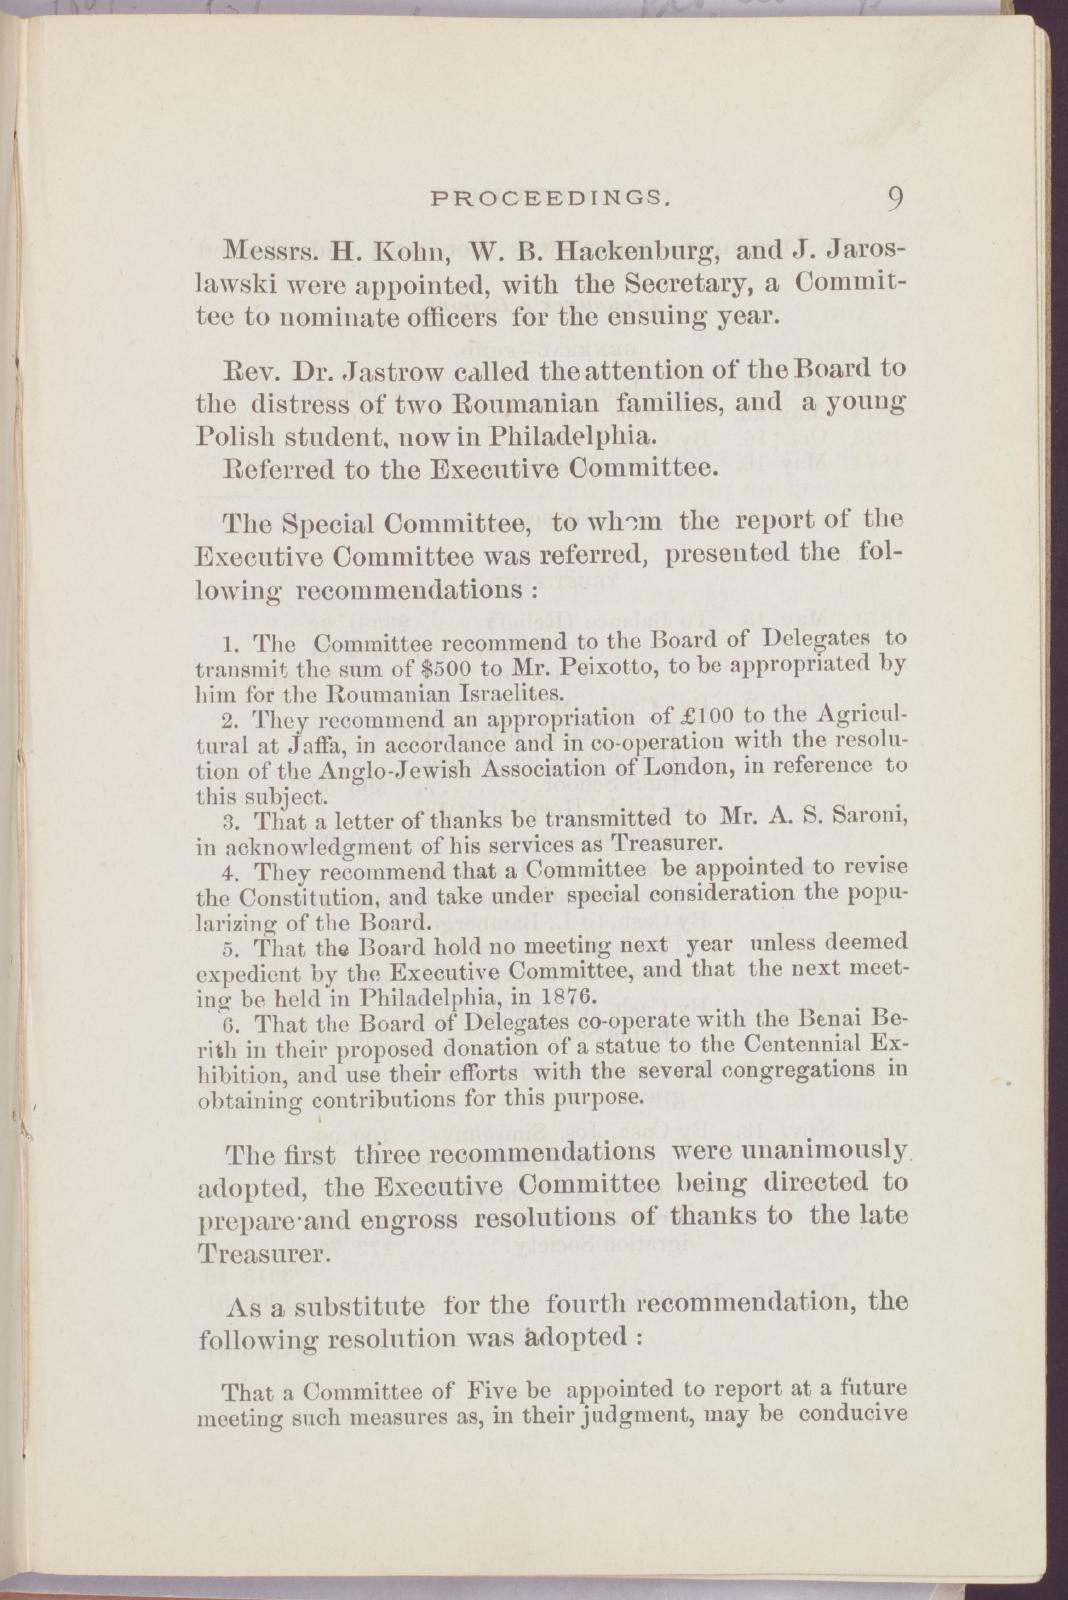 PROCEEDINGS. 9
Messrs. H. Kohn, W. B. Hackenburg, and J. Jaros-
lawski were appointed, with the Secretary, a Commit-
tee to nominate officers for the ensuing year.
Rev. Dr. Jastrow called the attention of the Board to
the distress of two Roumanian families, and a young
Polish student, now in Philadelphia.
Referred to the Executive Committee.
The Special Committee, to whom the report of the
Executive Committee was referred, presented the fol-
lowing recommendations :
1. The Committee recommend to the Board of Delegates to
transmit the sum of $500 to Mr. Peixotto, to be appropriated by
him for the Roumanian Israelites.
2. They recommend an appropriation of £100 to the Agricul-
tural at Jaffa, in accordance and in co-operation with the resolu-
tion of the Anglo-Jewish Association of London, in reference to
this subject.
3. That a letter of thanks be transmitted to Mr. A. S. Saroni,
in acknowledgment of his services as Treasurer.
4. They recommend that a Committee be appointed to revise
the Constitution, and take under special consideration the popu-
larizing of the Board.
5. That the Board hold no meeting next year unless deemed
expedient by the Executive Committee, and that the next meet-
ing be held in Philadelphia, in 1876.
6. That the Board of Delegates co-operate with the Benai Be-
rith in their proposed donation of a statue to the Centennial Ex-
hibition, and use their efforts with the several congregations in
obtaining contributions for this purpose.
The first three recommendations were unanimously
adopted, the Executive Committee being directed to
prepare and engross resolutions of thanks to the late
Treasurer.
As a substitute for the fourth recommendation, the
following resolution was adopted :
That a Committee of Five be appointed to report at a future
meeting such measures as, in their judgment, may be conducive